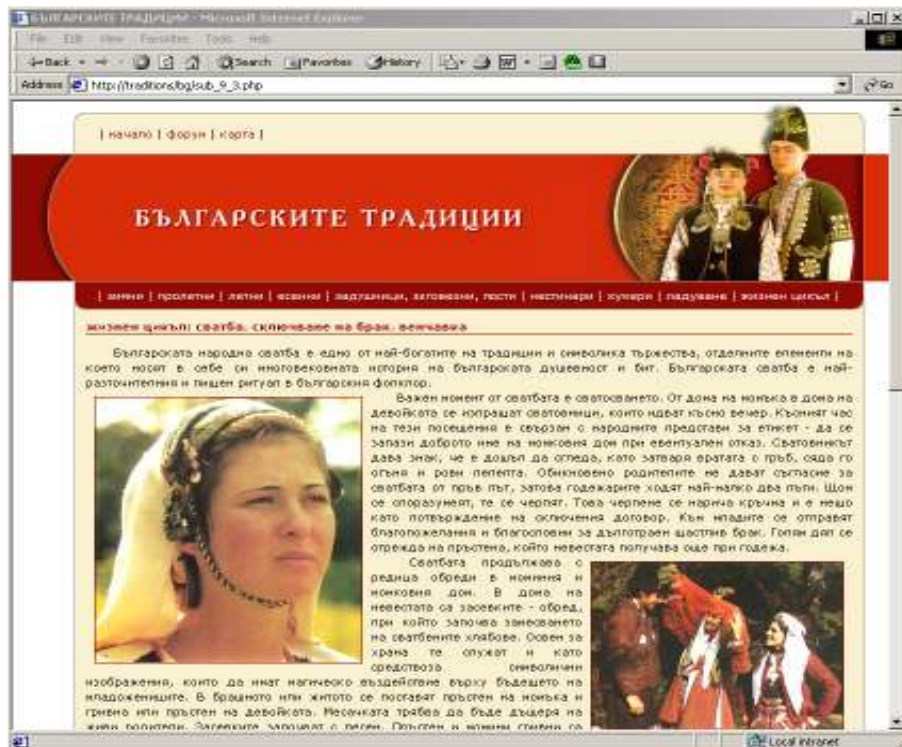 БЪЛГАРСКИТЕ ТРАДИЦИИ - Microsoft Internet Explorer
File Edit View Favorites Tools Help
Back Search Favorites History
Address http://traditions/bg/sub_9_3.php Go
| начало | форум | карта |
БЪЛГАРСКИТЕ ТРАДИЦИИ
| зимни | пролетни | летни | есенни | задушници, заговезни, пости | нестинари | кукери | ладуване | жизнен цикъл |
жизнен цикъл: сватба. сключване на брак. венчавка
Българската народна сватба е едно от най-богатите на традиции и символика тържества, отделните елементи на
които носят в себе си многовековната история на българската душевност и бит. Българската сватба е най-
разточителния и пищен ритуал в българския фолклор.
Важен момент от сватбата е сватосването. От дома на момъка в дома на
девойката се изпращат сватовници, които идват късно вечер. Късният час
на тези посещения е свързан с народните представи за етикет - да се
запази доброто име на момковия дом при евентуален отказ. Сватовникът
дава знак, че е дошъл да огледа, като затваря вратата с гръб, сяда го
огъня и рови пепелта. Обикновено родителите не дават съгласие за
сватбата от пръв път, затова годежарите ходят най-малко два пъти. Щом
се споразумеят, те се черпят. Това черпене се нарича кръчма и е нещо
като потвърждение на сключения договор. Към младите се отправят
благопожелания и благослови за дълготраен щастлив брак. Голям дял се
отрежда на пръстена, който невестата получава още при годежа.
Сватбата продължава с
редица обреди в моминия и
момковия дом. В дома на
невестата са засевките - обред,
при който започва замесването
на сватбените хлябове. Освен за
храна те служат и като
средствоза символични
изображения, които да имат магическо въздействие върху бъдещето на
младоженците. В брашното или житото се поставят пръстен на момъка и
гривна или пръстен на девойката. Месачката трябва да бъде дъщеря на
живи родители. Засевките започват с песен. Пръстен и момини гривни са
Local intranet